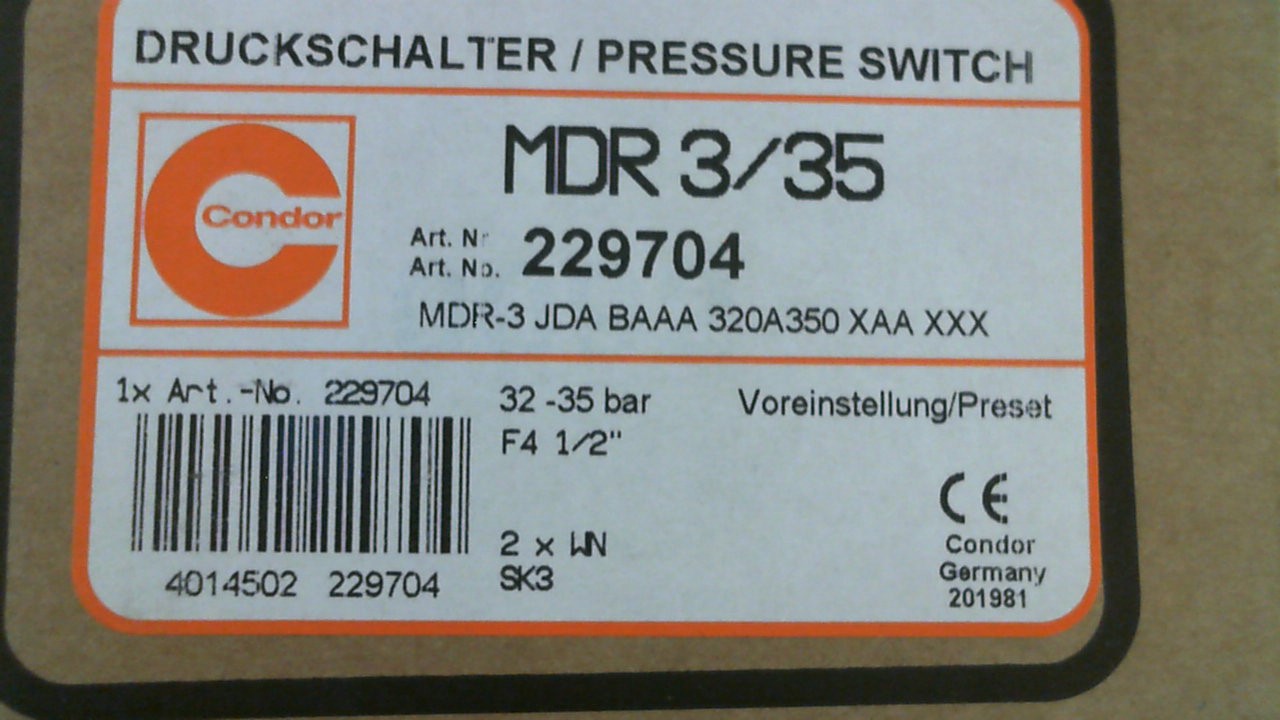 DRUCKSCHALTER / PRESSURE SWITCH
MDR 3/35
Condor
Art. Nr
Art. No. 229704
MDR-3 JDA BAAA 320A350 XAA XXX
1x Art.-No. 229704
32 -35 bar Voreinstellung/Preset
F4 1/2"
2 x WN
SK3
4014502 229704
CE
Condor
Germany
201981